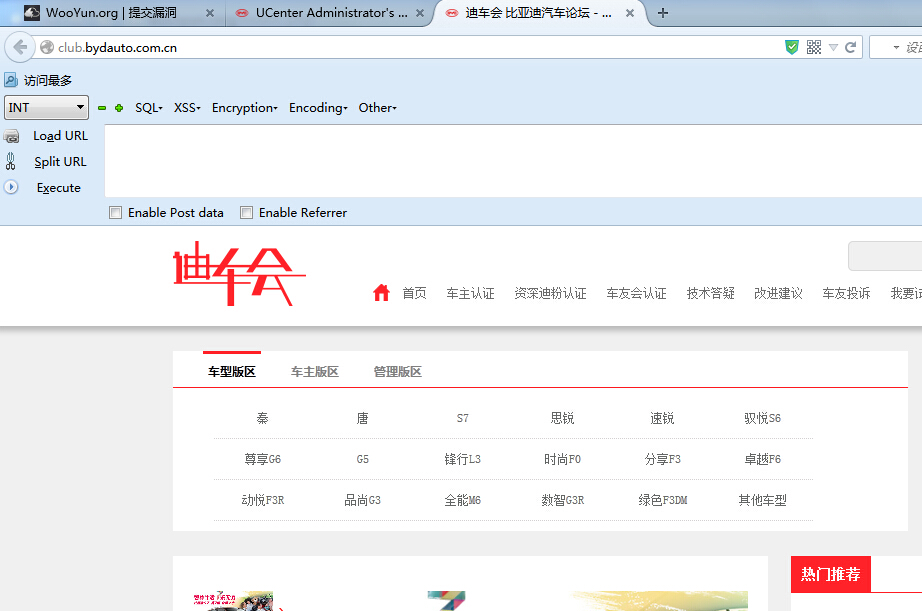 WooYun.org | 提交漏洞 UCenter Administrator's ... 迪车会 比亚迪汽车论坛 - ...
club.bydauto.com.cn
访问最多
INT SQL XSS Encryption Encoding Other
Load URL
Split URL
Execute
Enable Post data Enable Referrer
迪车会
首页 车主认证 资深迪粉认证 车友会认证 技术答疑 改进建议 车友投诉 我要试
车型版区 车主版区 管理版区
秦 唐 S7 思锐 速锐 驭悦S6
尊享G6 G5 锋行L3 时尚F0 分享F3 卓越F6
动悦F3R 品尚G3 全能M6 数智G3R 绿色F3DM 其他车型
热门推荐